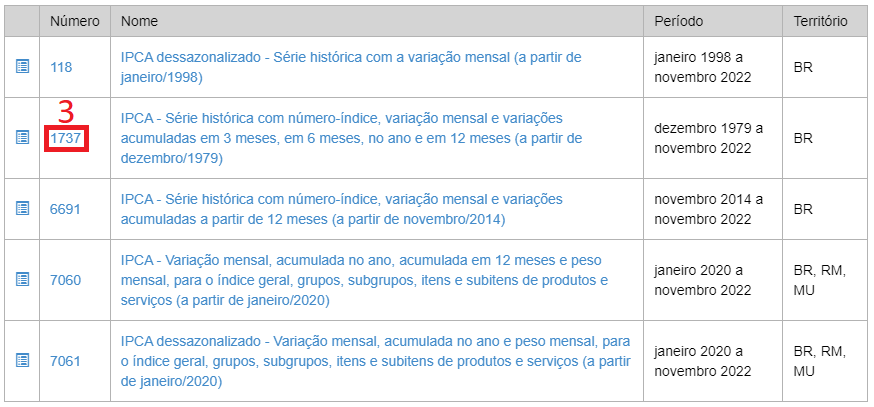 Número Nome Período Território
118
IPCA dessazonalizado - Série histórica com a variação mensal (a partir de
janeiro/1998)
janeiro 1998 a
novembro 2022
BR
3
1737
IPCA - Série histórica com número-índice, variação mensal e variações
acumuladas em 3 meses, em 6 meses, no ano e em 12 meses (a partir de
dezembro/1979)
dezembro 1979 a
novembro 2022
BR
6691
IPCA - Série histórica com número-índice, variação mensal e variações
acumuladas a partir de 12 meses (a partir de novembro/2014)
novembro 2014 a
novembro 2022
BR
7060
IPCA - Variação mensal, acumulada no ano, acumulada em 12 meses e peso
mensal, para o índice geral, grupos, subgrupos, itens e subitens de produtos e
serviços (a partir de janeiro/2020)
janeiro 2020 a
novembro 2022
BR, RM,
MU
7061
IPCA dessazonalizado - Variação mensal, acumulada no ano e peso mensal, para
o índice geral, grupos, subgrupos, itens e subitens de produtos e serviços (a partir
de janeiro/2020)
janeiro 2020 a
novembro 2022
BR, RM,
MU